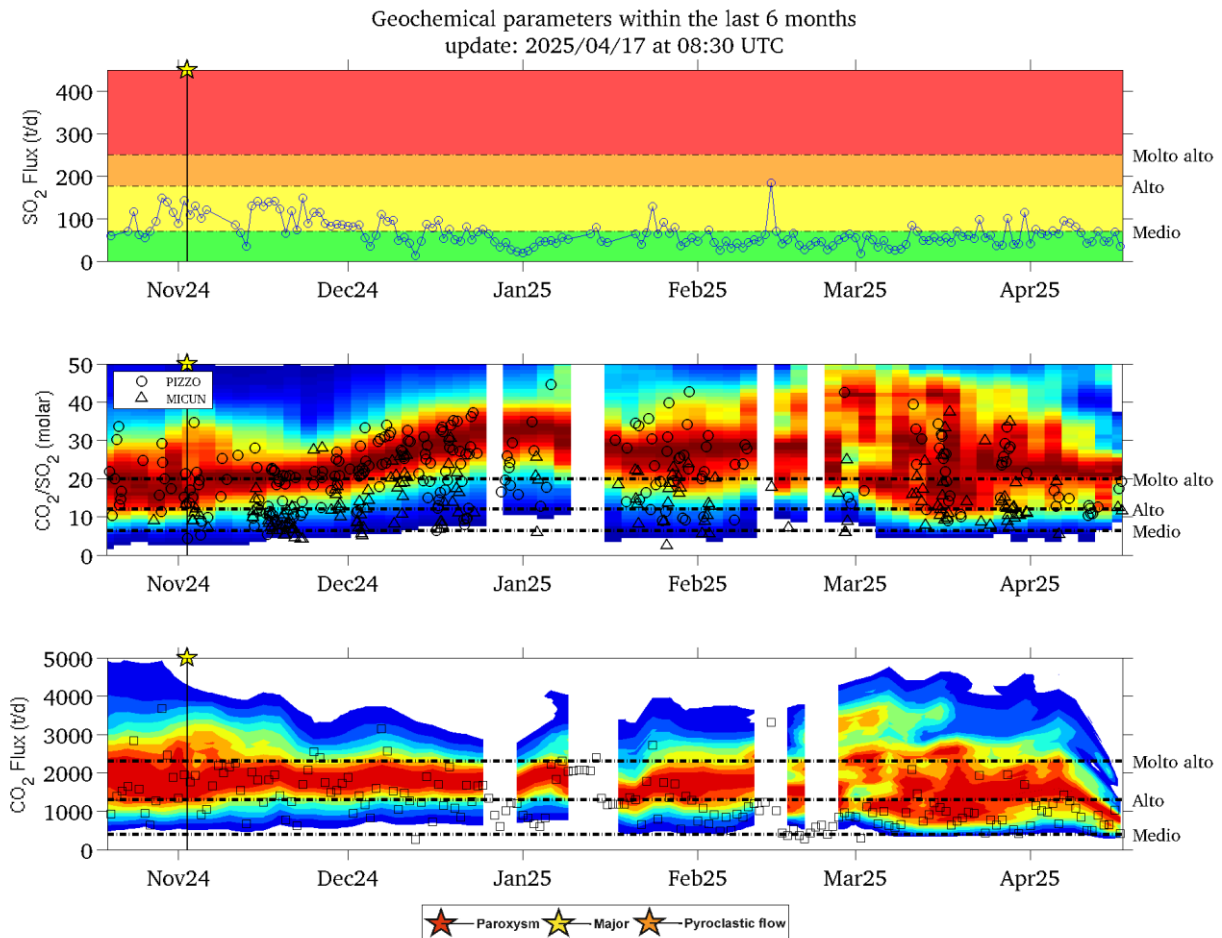 Geochemical parameters within the last 6 months
update: 2025/04/17 at 08:30 UTC
SO2 Flux (t/d)
400
300
200
100
0
Molto alto
Alto
Medio
Nov24 Dec24 Jan25 Feb25 Mar25 Apr25
CO2/SO2 (molar)
50
40
30
20
10
0
PIZZO
MICUN
Molto alto
Alto
Medio
Nov24 Dec24 Jan25 Feb25 Mar25 Apr25
CO2 Flux (t/d)
5000
4000
3000
2000
1000
0
Molto alto
Alto
Medio
Nov24 Dec24 Jan25 Feb25 Mar25 Apr25
Paroxysm Major Pyroclastic flow